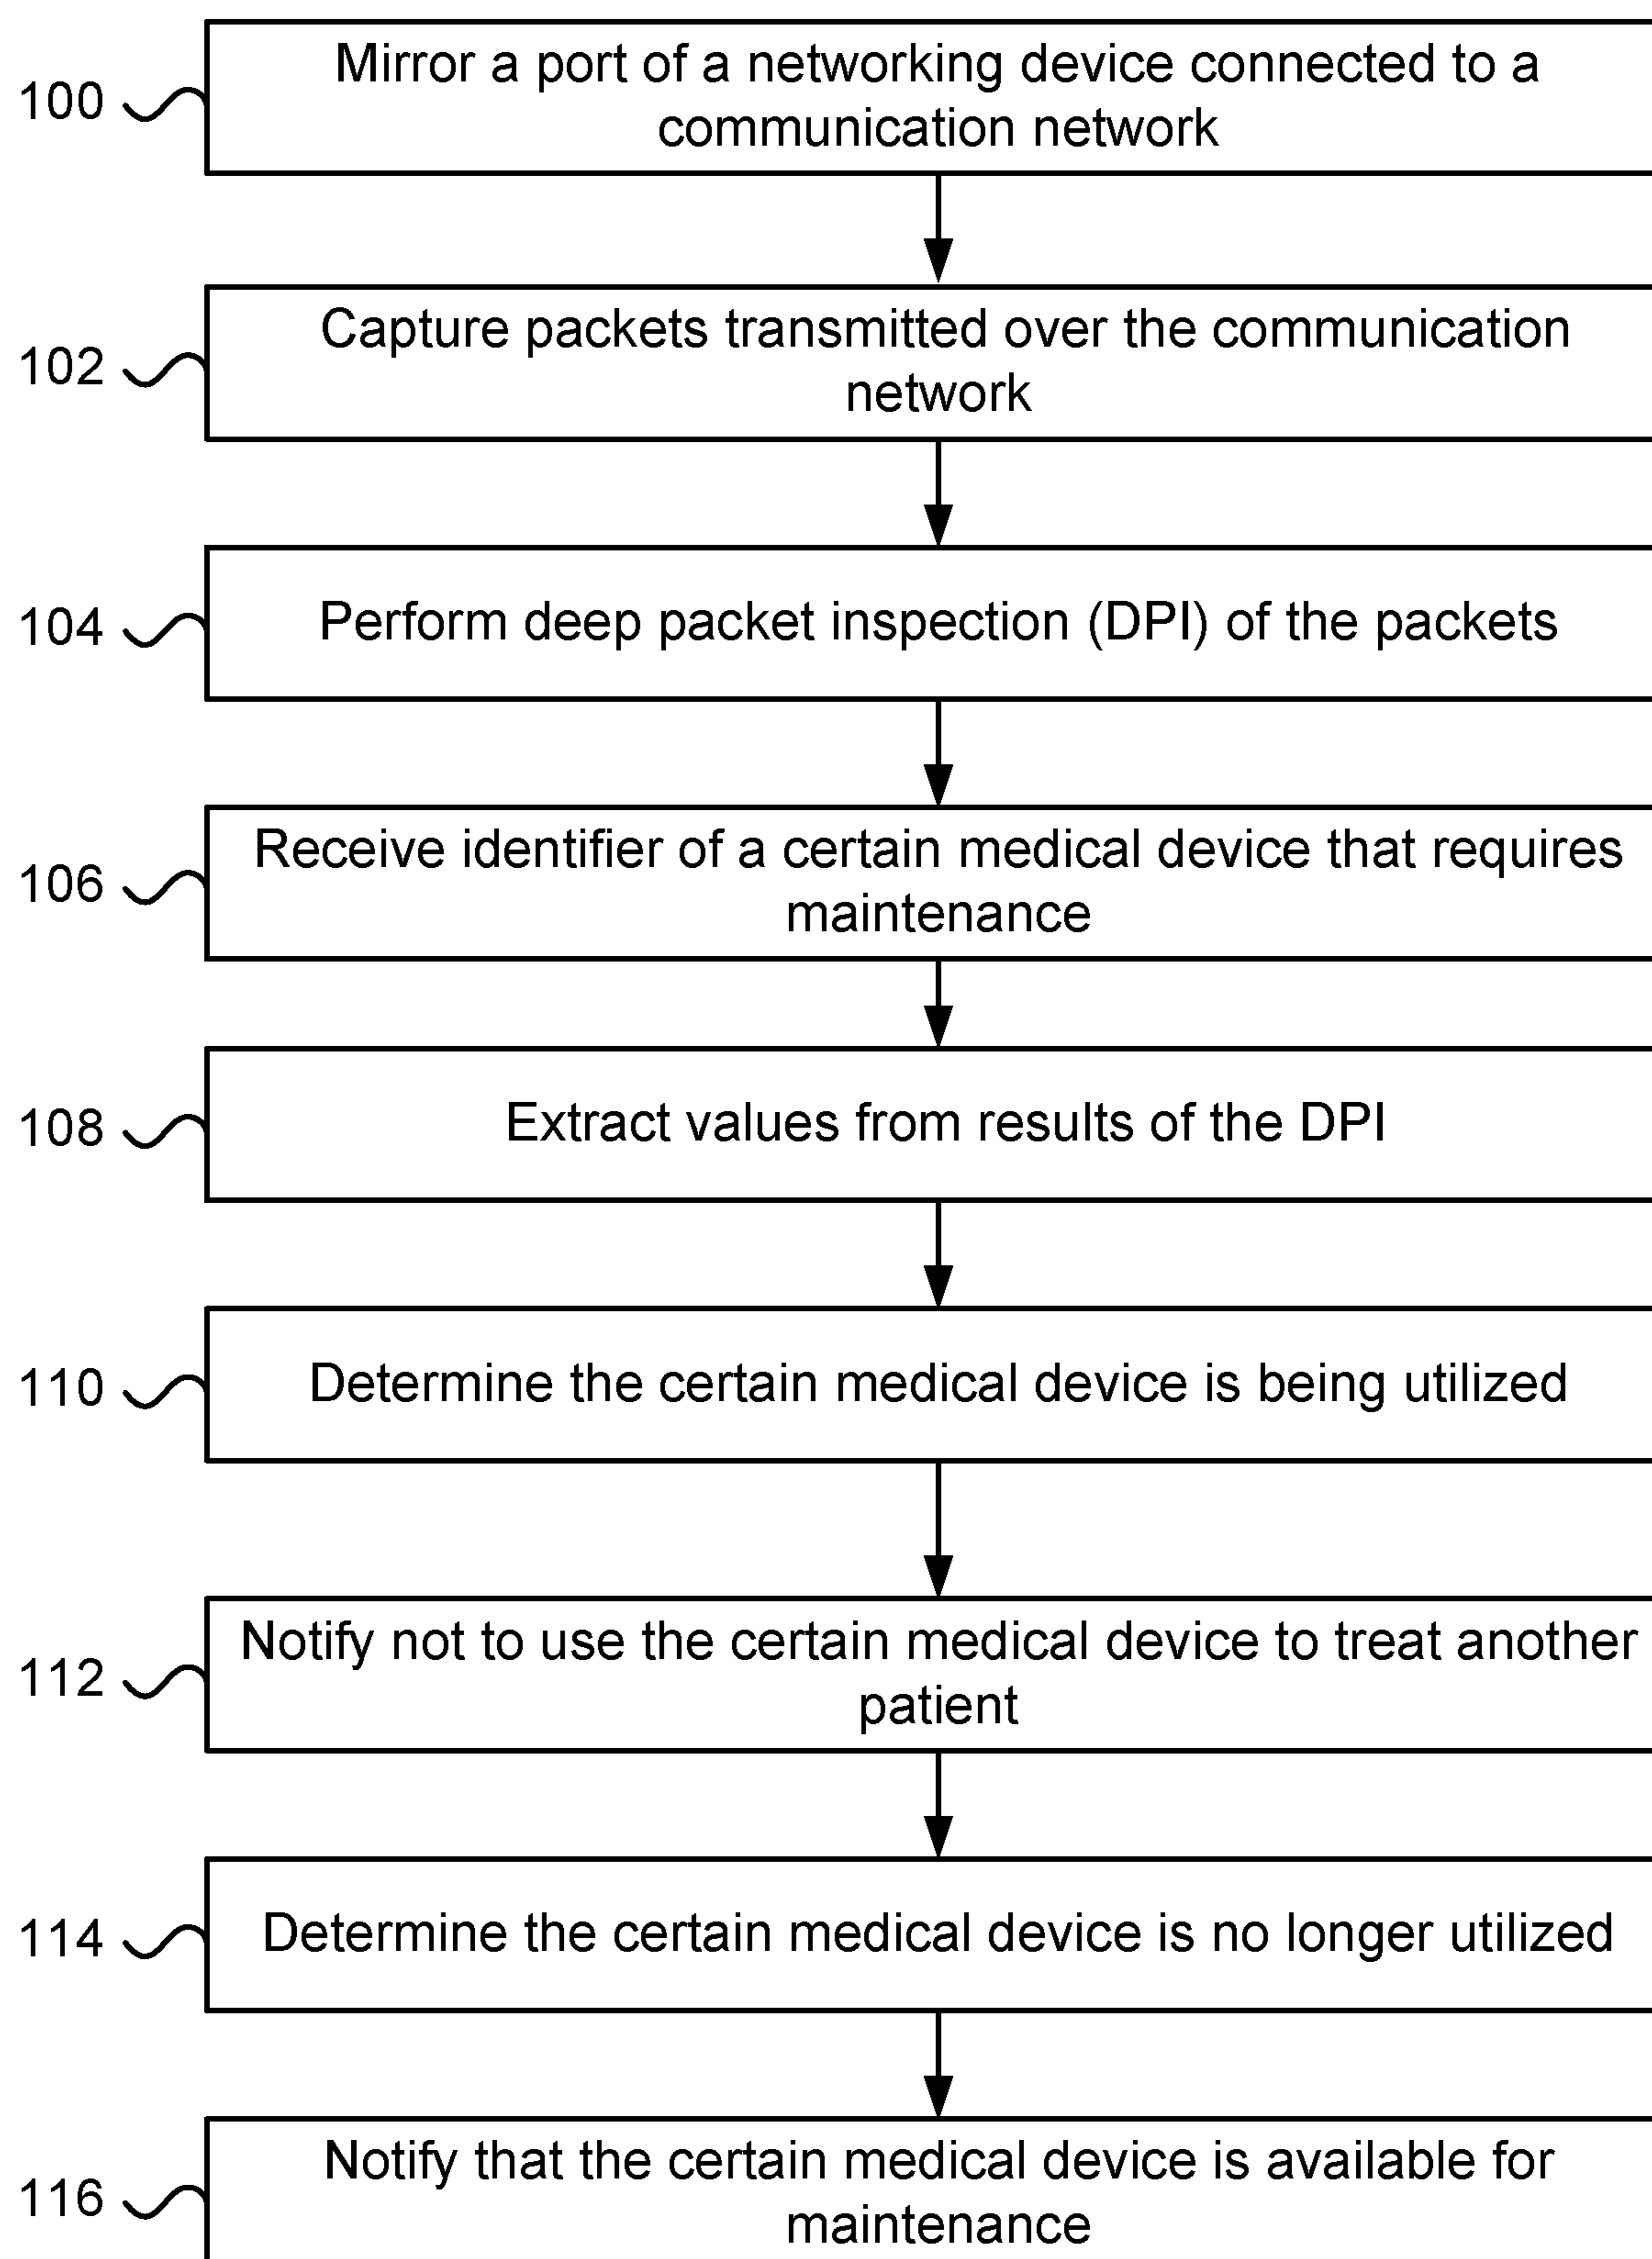 Mirror a port of a networking device connected to a
100
communication network
Capture packets transmitted over the communication
102
network
104
Perform deep packet inspection (DPI) of the packets
Receive identifier of a certain medical device that requires
106
maintenance
108
Extract values from results of the DPI
110
Determine the certain medical device is being utilized
Notify not to use the certain medical device to treat another
112
patient
114
Determine the certain medical device is no longer utilized
Notify that the certain medical device is available for
116
maintenance